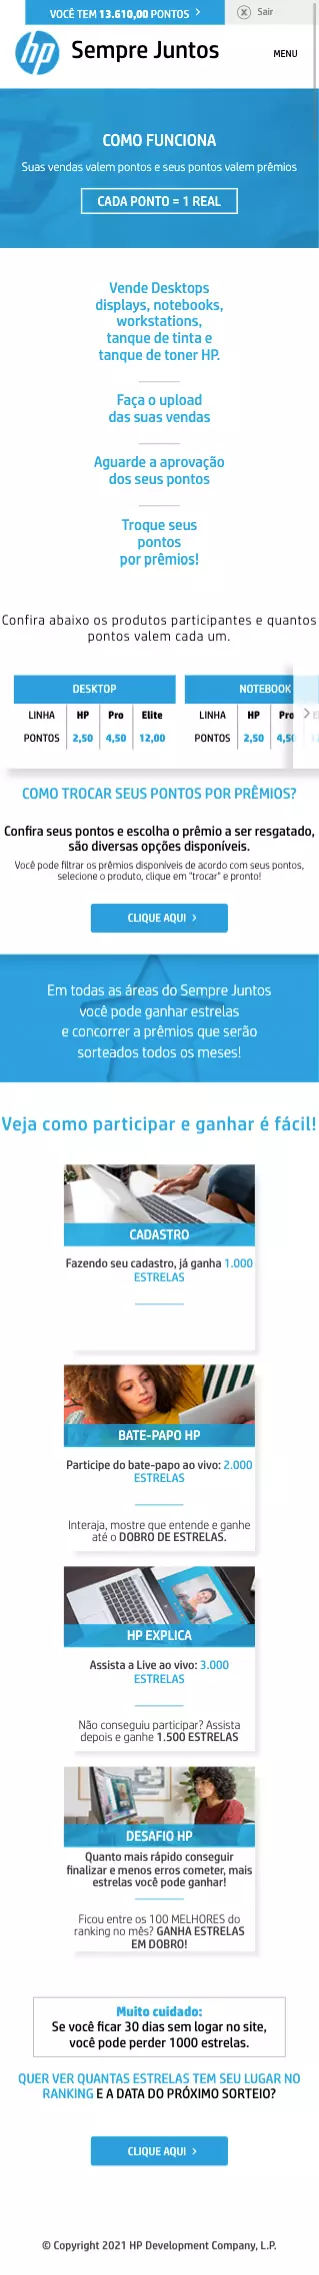 VOCÊ TEM 13.610,00 PONTOS >
X Sair
hp
Sempre Juntos
MENU
COMO FUNCIONA
Suas vendas valem pontos e seus pontos valem prêmios
CADA PONTO = 1 REAL
Vende Desktops
displays, notebooks,
workstations,
tanque de tinta e
tanque de toner HP.
Faça o upload
das suas vendas
Aguarde a aprovação
dos seus pontos
Troque seus
pontos
por prêmios!
Confira abaixo os produtos participantes e quantos
pontos valem cada um.
DESKTOP
LINHA HP Pro Elite
PONTOS 2,50 4,50 12,00
NOTEBOOK
LINHA HP Pro
PONTOS 2,50 4,50
COMO TROCAR SEUS PONTOS POR PRÊMIOS?
Confira seus pontos e escolha o prêmio a ser resgatado,
são diversas opções disponíveis.
Você pode filtrar os prêmios disponíveis de acordo com seus pontos,
selecione o produto, clique em "trocar" e pronto!
CLIQUE AQUI >
Em todas as áreas do Sempre Juntos
você pode ganhar estrelas
e concorrer a prêmios que serão
sorteados todos os meses!
Veja como participar e ganhar é fácil!
CADASTRO
Fazendo seu cadastro, já ganha 1.000
ESTRELAS
BATE-PAPO HP
Participe do bate-papo ao vivo: 2.000
ESTRELAS
Interaja, mostre que entende e ganhe
até o DOBRO DE ESTRELAS.
HP EXPLICA
Assista a Live ao vivo: 3.000
ESTRELAS
Não conseguiu participar? Assista
depois e ganhe 1.500 ESTRELAS
DESAFIO HP
Quanto mais rápido conseguir
finalizar e menos erros cometer, mais
estrelas você pode ganhar!
Ficou entre os 100 MELHORES do
ranking no mês? GANHA ESTRELAS
EM DOBRO!
Muito cuidado:
Se você ficar 30 dias sem logar no site,
você pode perder 1000 estrelas.
QUER VER QUANTAS ESTRELAS TEM SEU LUGAR NO
RANKING E A DATA DO PRÓXIMO SORTEIO?
CLIQUE AQUI >
© Copyright 2021 HP Development Company, L.P.